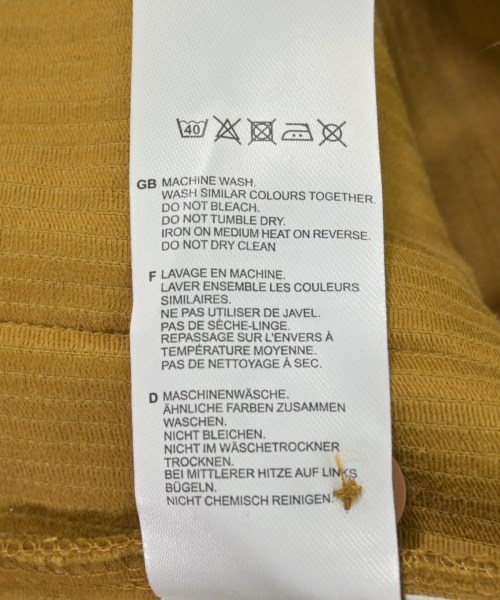 40
GB MACHINE WASH.
WASH SIMILAR COLOURS TOGETHER.
DO NOT BLEACH.
DO NOT TUMBLE DRY.
IRON ON MEDIUM HEAT ON REVERSE.
DO NOT DRY CLEAN
F LAVAGE EN MACHINE.
LAVER ENSEMBLE LES COULEURS
SIMILAIRES.
NE PAS UTILISER DE JAVEL.
PAS DE SÈCHE-LINGE.
REPASSAGE SUR L'ENVERS À
TEMPÉRATURE MOYENNE.
PAS DE NETTOYAGE À SEC.
D MASCHINENWÄSCHE.
ÄHNLICHE FARBEN ZUSAMMEN
WASCHEN.
NICHT BLEICHEN.
NICHT IM WÄSCHETROCKNER
TROCKNEN.
BEI MITTLERER HITZE AUF LINKS
BÜGELN.
NICHT CHEMISCH REINIGEN.